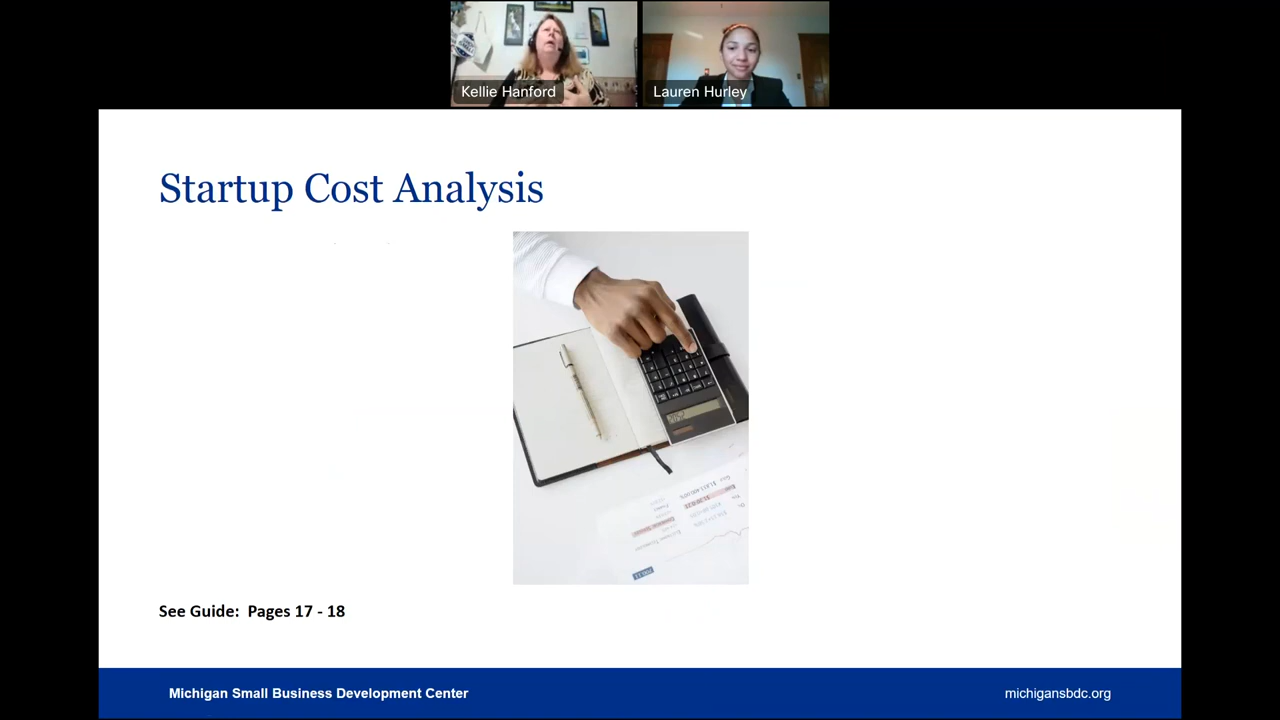 Kellie Hanford
Lauren Hurley
Startup Cost Analysis
See Guide:  Pages 17 - 18
Michigan Small Business Development Center
michigansbdc.org